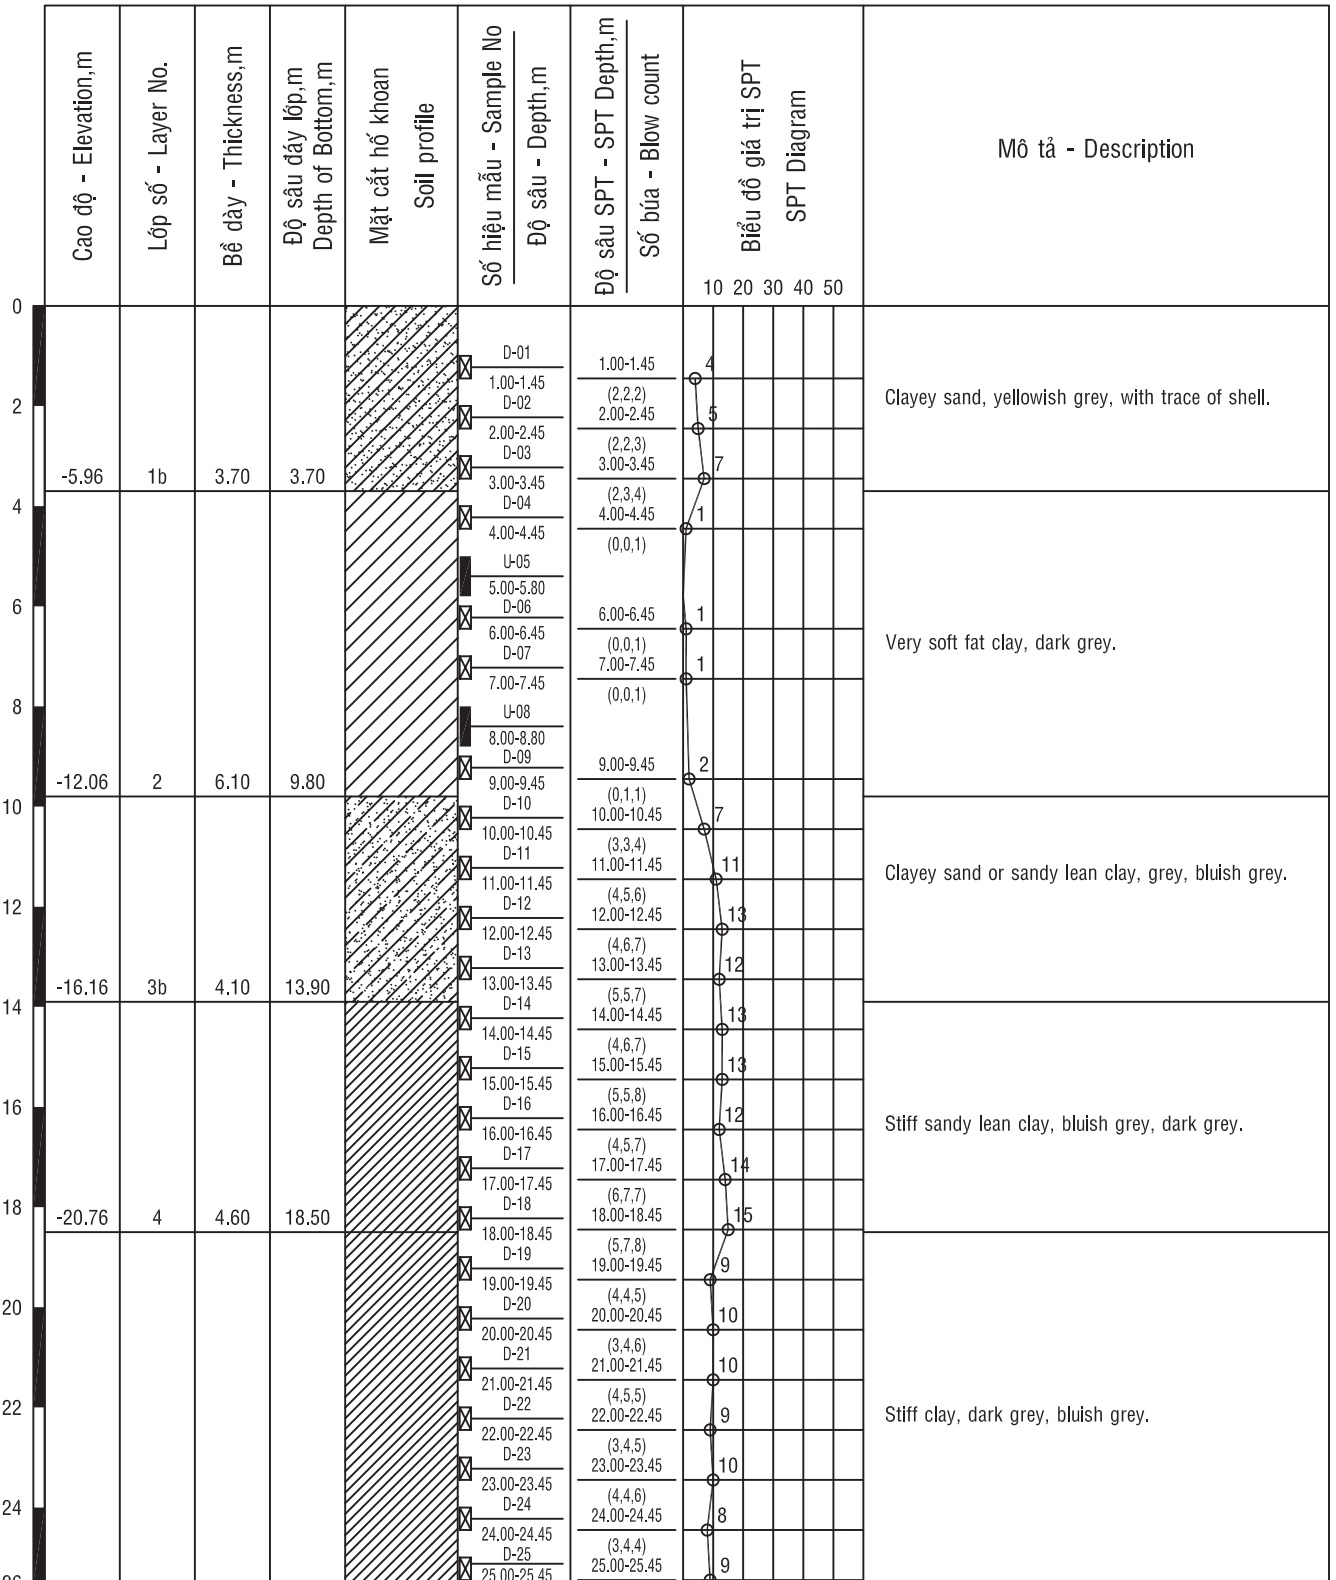 Cao độ - Elevation,m
Lớp số - Layer No.
Bề dày - Thickness,m
Độ sâu đáy lớp,m
Depth of Bottom,m
Mặt cắt hố khoan
Soil profile
Số hiệu mẫu - Sample No
Độ sâu - Depth,m
Độ sâu SPT - SPT Depth,m
Số búa - Blow count
Biểu đồ giá trị SPT
SPT Diagram
10 20 30 40 50
Mô tả - Description
0
D-01
1.00-1.45
1.00-1.45
4
(2,2,2)
Clayey sand, yellowish grey, with trace of shell.
2
D-02
2.00-2.45
2.00-2.45
5
(2,2,3)
D-03
3.00-3.45
3.00-3.45
7
(2,3,4)
-5.96 1b 3.70 3.70
4
D-04
4.00-4.45
4.00-4.45
1
(0,0,1)
U-05
5.00-5.80
6
D-06
6.00-6.45
6.00-6.45
1
(0,0,1)
Very soft fat clay, dark grey.
D-07
7.00-7.45
7.00-7.45
1
(0,0,1)
8
U-08
8.00-8.80
D-09
9.00-9.45
9.00-9.45
2
(0,1,1)
-12.06 2 6.10 9.80
10
D-10
10.00-10.45
10.00-10.45
7
(3,3,4)
D-11
11.00-11.45
11.00-11.45
11
(4,5,6)
Clayey sand or sandy lean clay, grey, bluish grey.
12
D-12
12.00-12.45
12.00-12.45
13
(4,6,7)
D-13
13.00-13.45
13.00-13.45
12
(5,5,7)
-16.16 3b 4.10 13.90
14
D-14
14.00-14.45
14.00-14.45
13
(4,6,7)
D-15
15.00-15.45
15.00-15.45
13
(5,5,8)
16
D-16
16.00-16.45
16.00-16.45
12
(4,5,7)
Stiff sandy lean clay, bluish grey, dark grey.
D-17
17.00-17.45
17.00-17.45
14
(6,7,7)
18
D-18
18.00-18.45
18.00-18.45
15
(5,7,8)
-20.76 4 4.60 18.50
D-19
19.00-19.45
19.00-19.45
9
(4,4,5)
20
D-20
20.00-20.45
20.00-20.45
10
(3,4,6)
D-21
21.00-21.45
21.00-21.45
10
(4,5,5)
22
D-22
22.00-22.45
22.00-22.45
9
(3,4,5)
Stiff clay, dark grey, bluish grey.
D-23
23.00-23.45
23.00-23.45
10
(4,4,6)
24
D-24
24.00-24.45
24.00-24.45
8
(3,4,4)
D-25
25.00-25.45
25.00-25.45
9
26